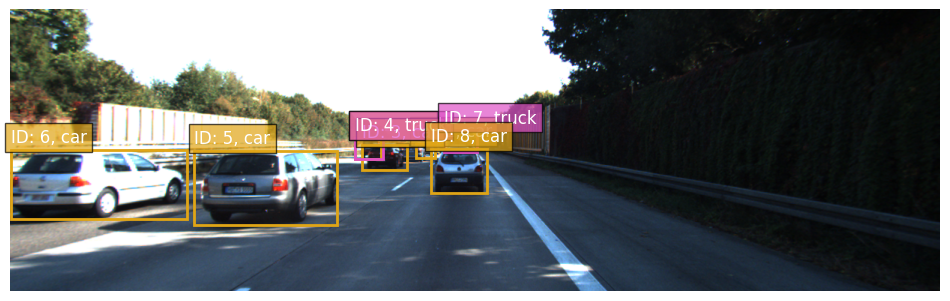 ID: 6, car
ID: 5, car
ID: 4, tru
ID: 7, truck
ID: 8, car